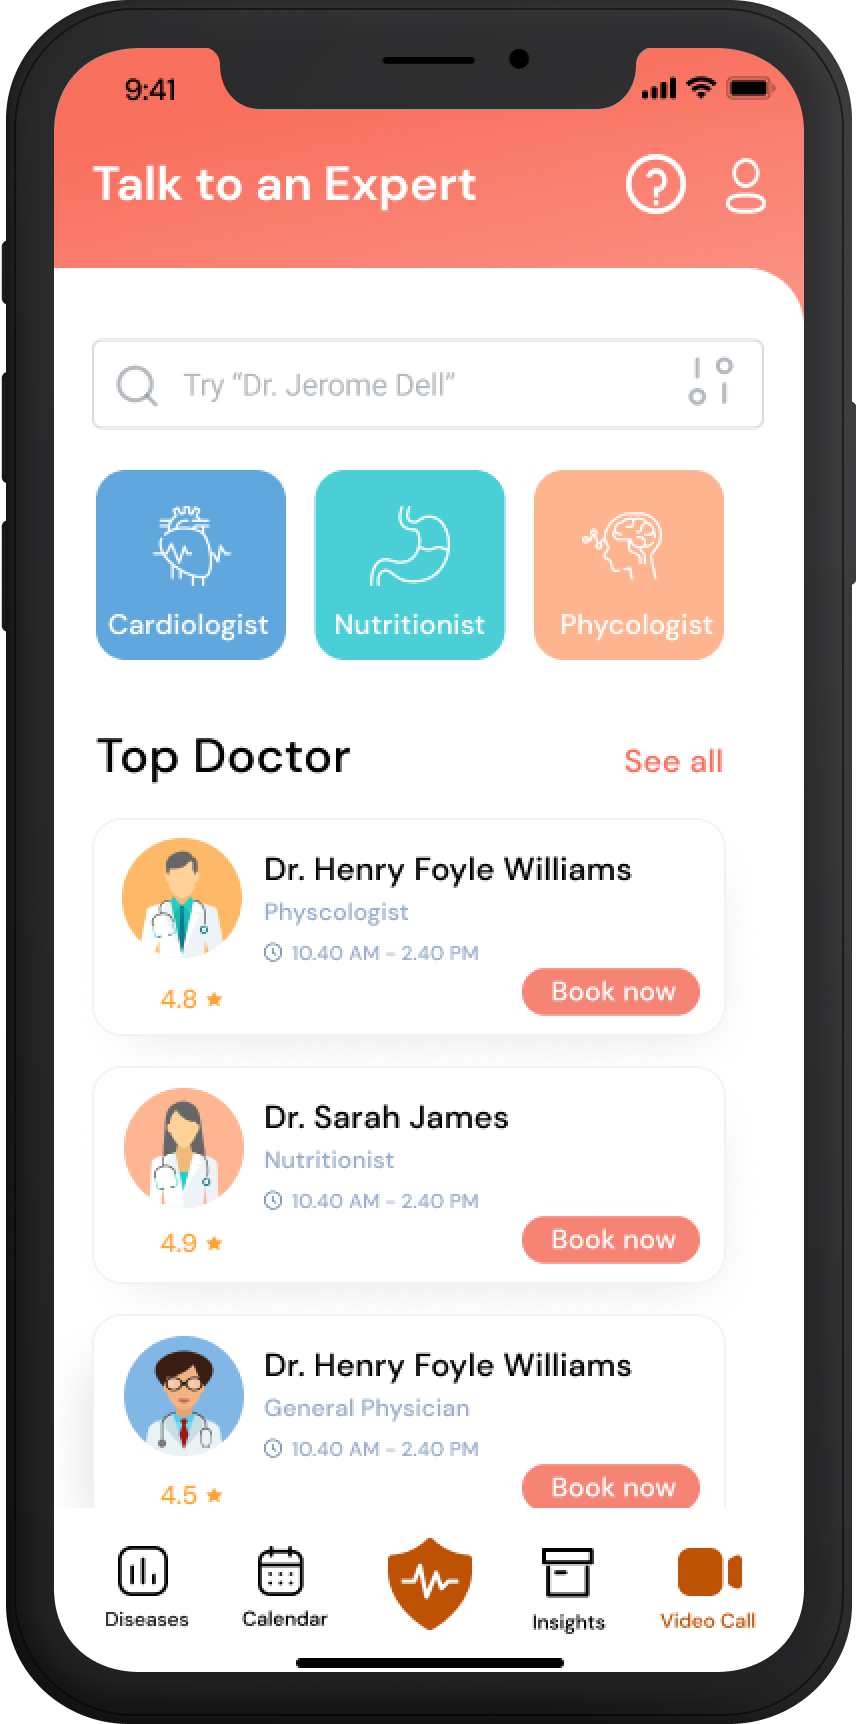 9:41
Talk to an Expert
Try “Dr. Jerome Dell”
Cardiologist
Nutritionist
Phycologist
Top Doctor
See all
Dr. Henry Foyle Williams
Physcologist
10.40 AM - 2.40 PM
4.8
Book now
Dr. Sarah James
Nutritionist
10.40 AM - 2.40 PM
4.9
Book now
Dr. Henry Foyle Williams
General Physician
10.40 AM - 2.40 PM
4.5
Book now
Diseases
Calendar
Insights
Video Call